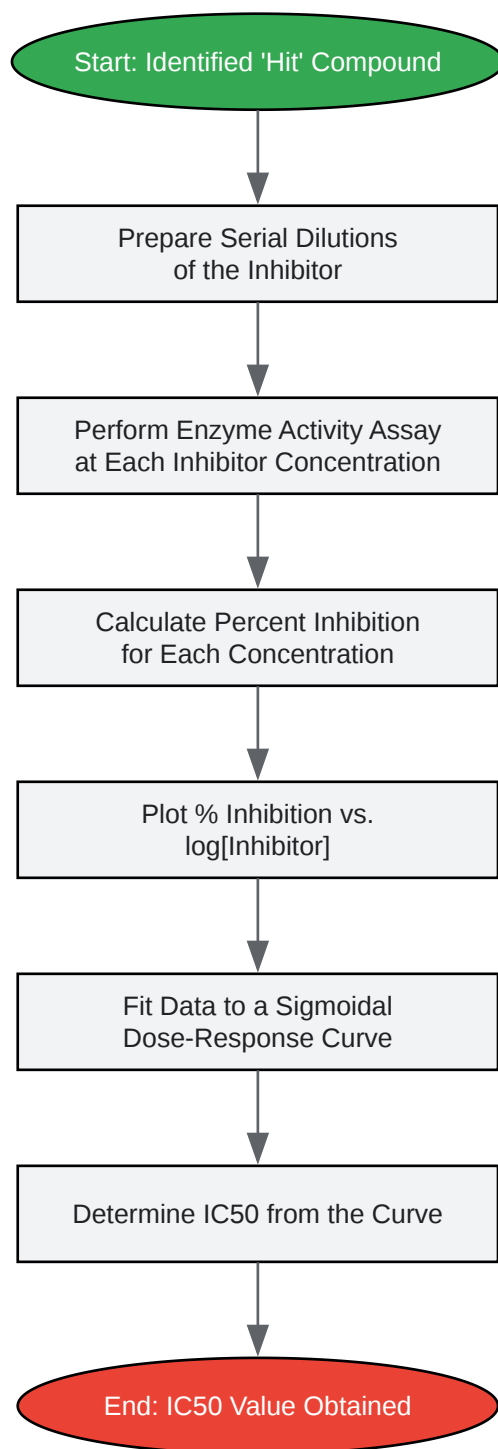 Start: Identified 'Hit' Compound
Prepare Serial Dilutions
of the Inhibitor
Perform Enzyme Activity Assay
at Each Inhibitor Concentration
Calculate Percent Inhibition
for Each Concentration
Plot % Inhibition vs.
log[Inhibitor]
Fit Data to a Sigmoidal
Dose-Response Curve
Determine IC50 from the Curve
End: IC50 Value Obtained